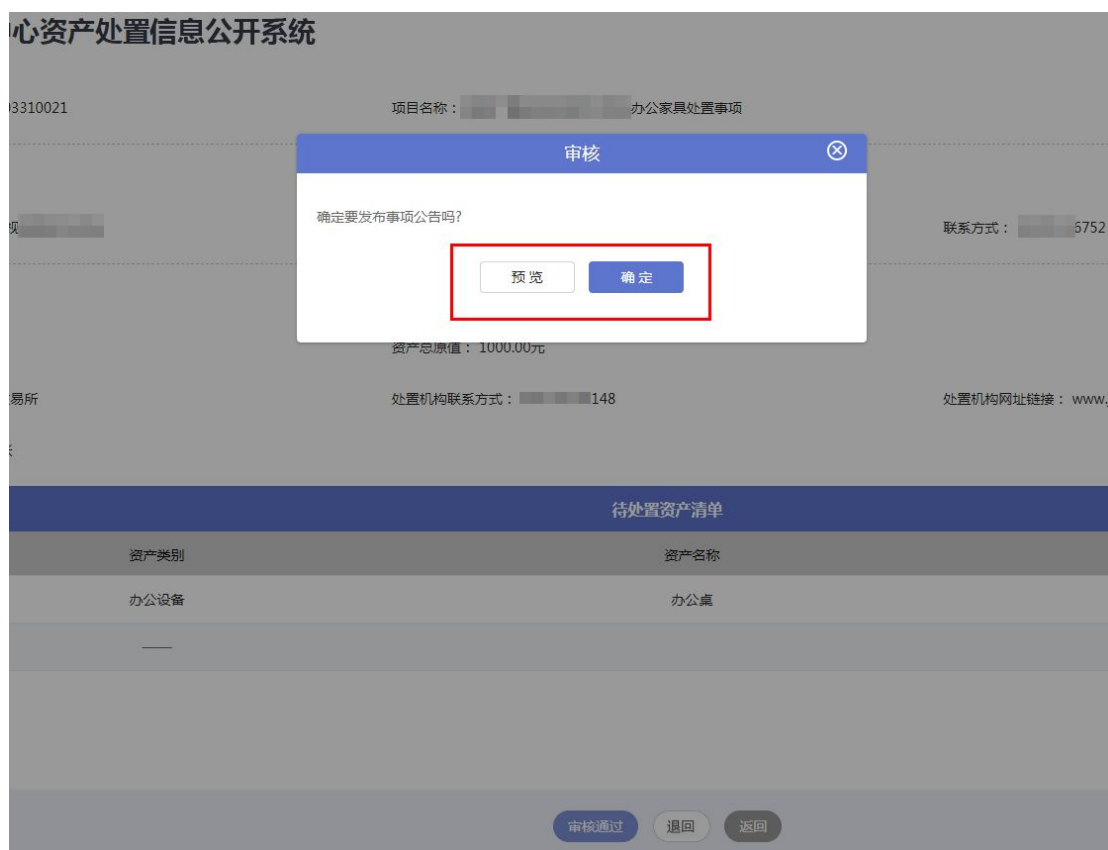 心资产处置信息公开系统
03310021 项目名称： 办公家具处置事项
审核
确定要发布事项公告吗?
联系方式： 6752
预览 确定
资产总原值： 1000.00元
易所 处置机构联系方式： 148 处置机构网址链接： www.
待处置资产清单
资产类别 资产名称
办公设备 办公桌
——
审核通过 退回 返回